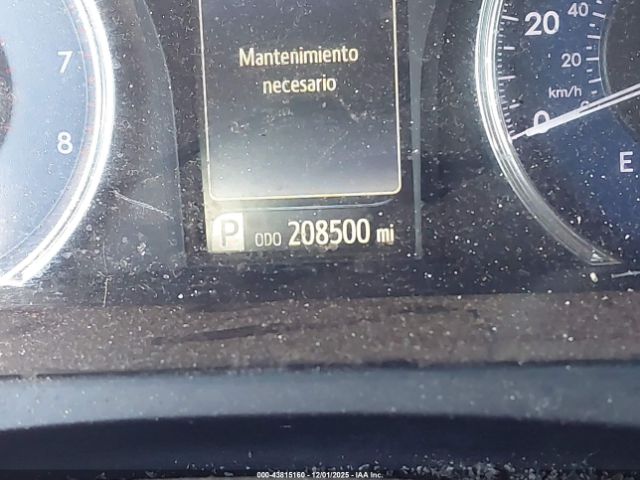 Mantenimiento
necesario
7
8
20
40
20
km/h
0
E
P ODO 208500 mi
000-43815160 - 12/01/2025 - IAA Inc.